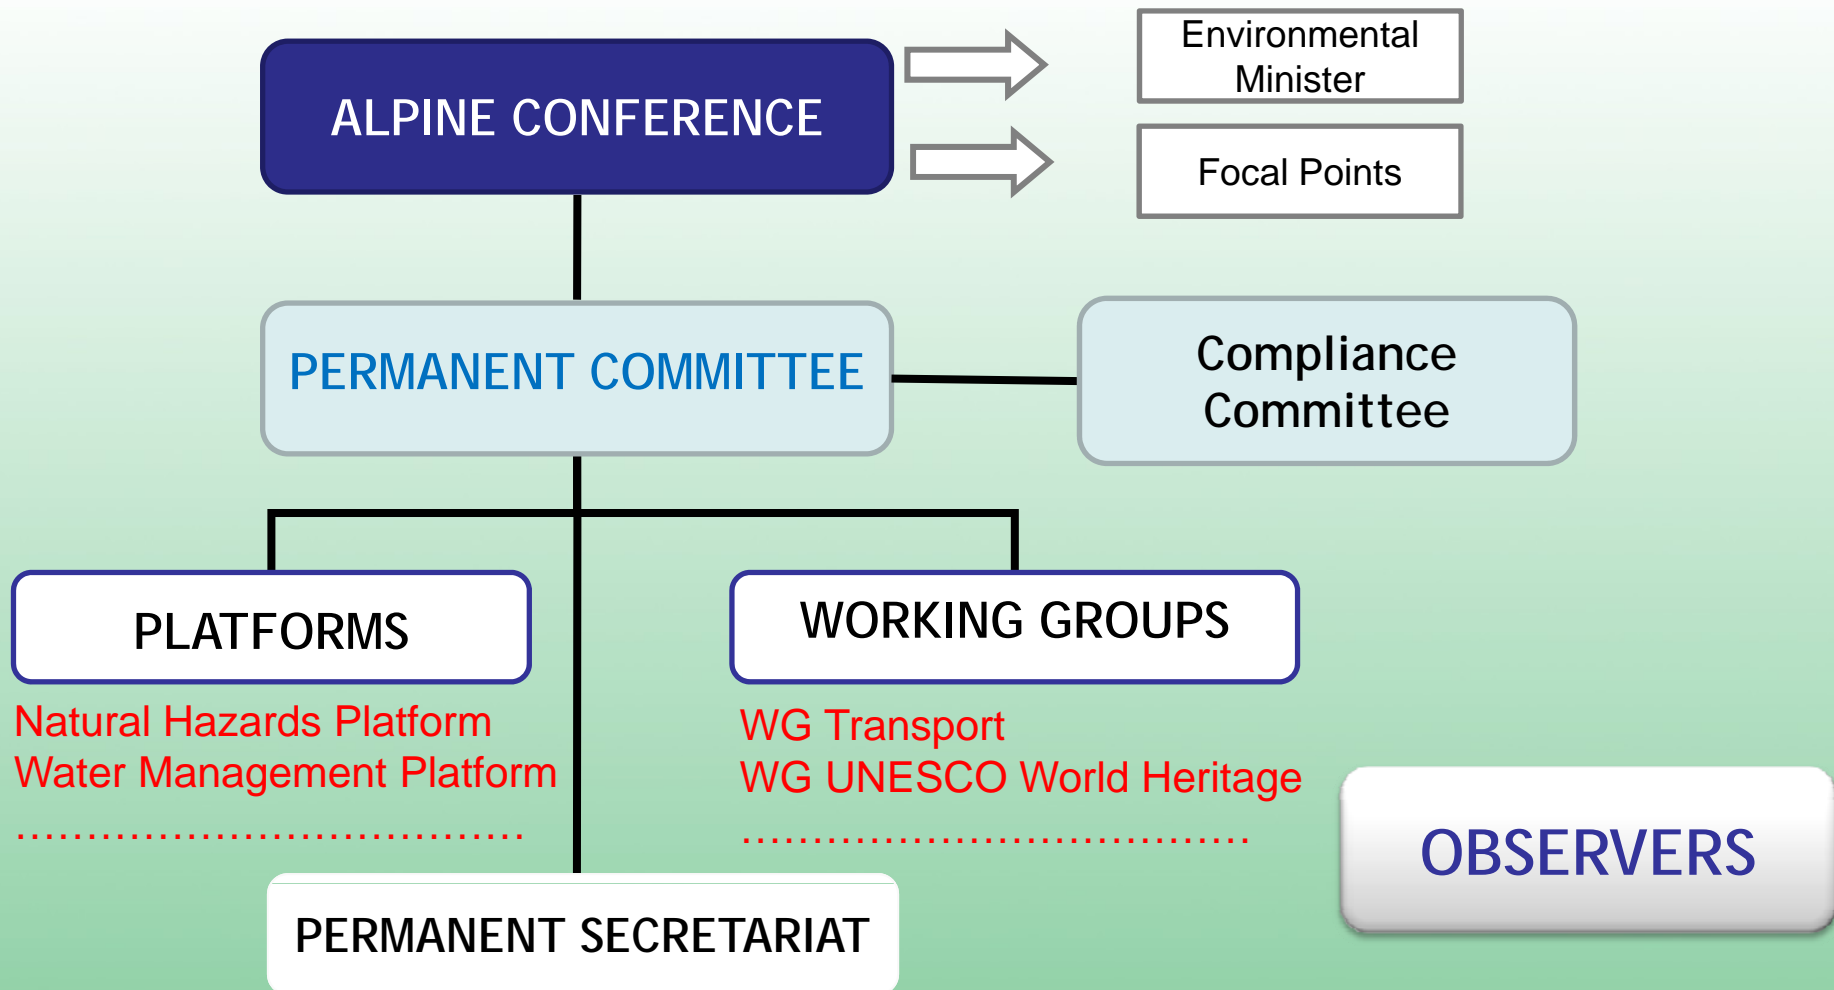 ALPINE CONFERENCE
Environmental
Minister
Focal Points
PERMANENT COMMITTEE
Compliance
Committee
PLATFORMS
WORKING GROUPS
Natural Hazards Platform
Water Management Platform
....................................
WG Transport
WG UNESCO World Heritage
....................................
OBSERVERS
PERMANENT SECRETARIAT